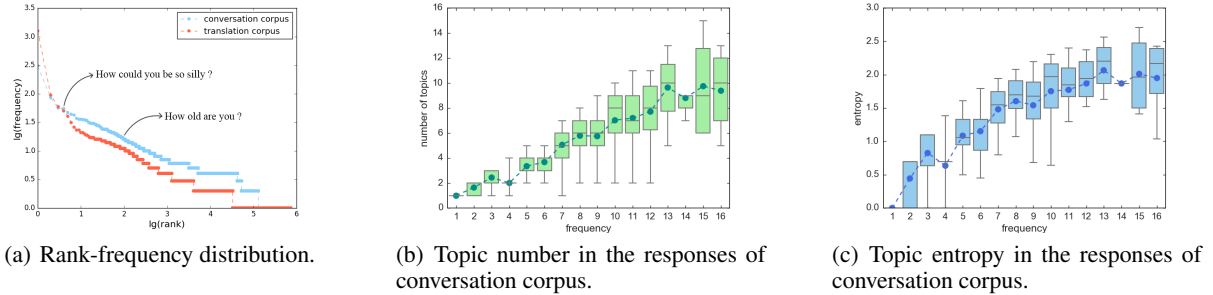 3.5
3.0
2.5
2.0
1.5
1.0
0.5
0.0
lg(frequency)
conversation corpus
translation corpus
How could you be so silly ?
How old are you ?
0 1 2 3 4 5 6
lg(rank)
(a) Rank-frequency distribution.
16
14
12
10
8
6
4
2
0
number of topics
1 2 3 4 5 6 7 8 9 10 11 12 13 14 15 16
frequency
(b) Topic number in the responses of
conversation corpus.
3.0
2.5
2.0
1.5
1.0
0.5
0.0
entropy
1 2 3 4 5 6 7 8 9 10 11 12 13 14 15 16
frequency
(c) Topic entropy in the responses of
conversation corpus.